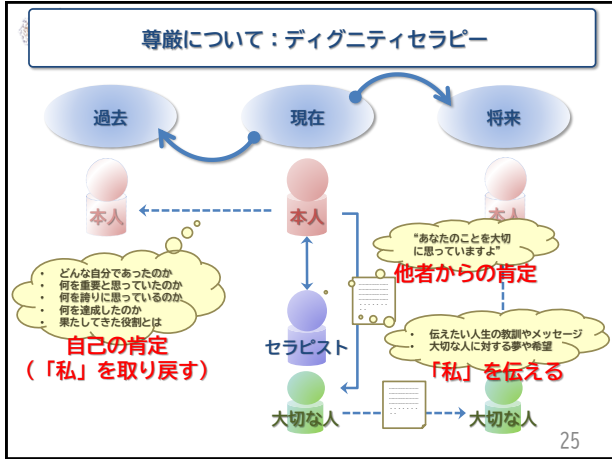 尊厳について：ディグニティセラピー
過去
現在
将来
本人
本人
本人
“あなたのことを大切
に思っていますよ”
他者からの肯定
• どんな自分であったのか
• 何を重要と思っていたのか
• 何を誇りに思っているのか
• 何を達成したのか
• 果たしてきた役割とは
自己の肯定
（「私」を取り戻す）
セラピスト
• 伝えたい人生の教訓やメッセージ
• 大切な人に対する夢や希望
「私」を伝える
大切な人
大切な人
25